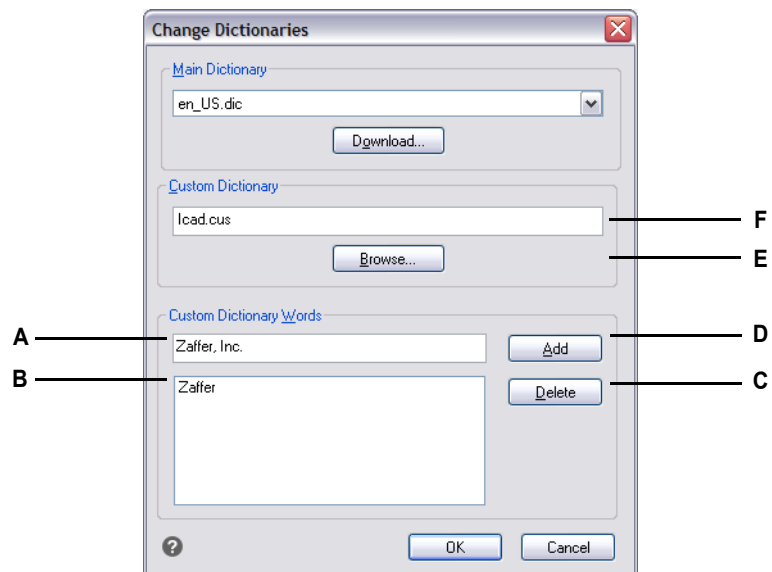 Change Dictionaries
Main Dictionary
en_US.dic
Download...
Custom Dictionary
Icad.cus
F
Browse...
E
Custom Dictionary Words
A
Zaffer, Inc.
Add
D
B
Zaffer
Delete
C
?
OK
Cancel